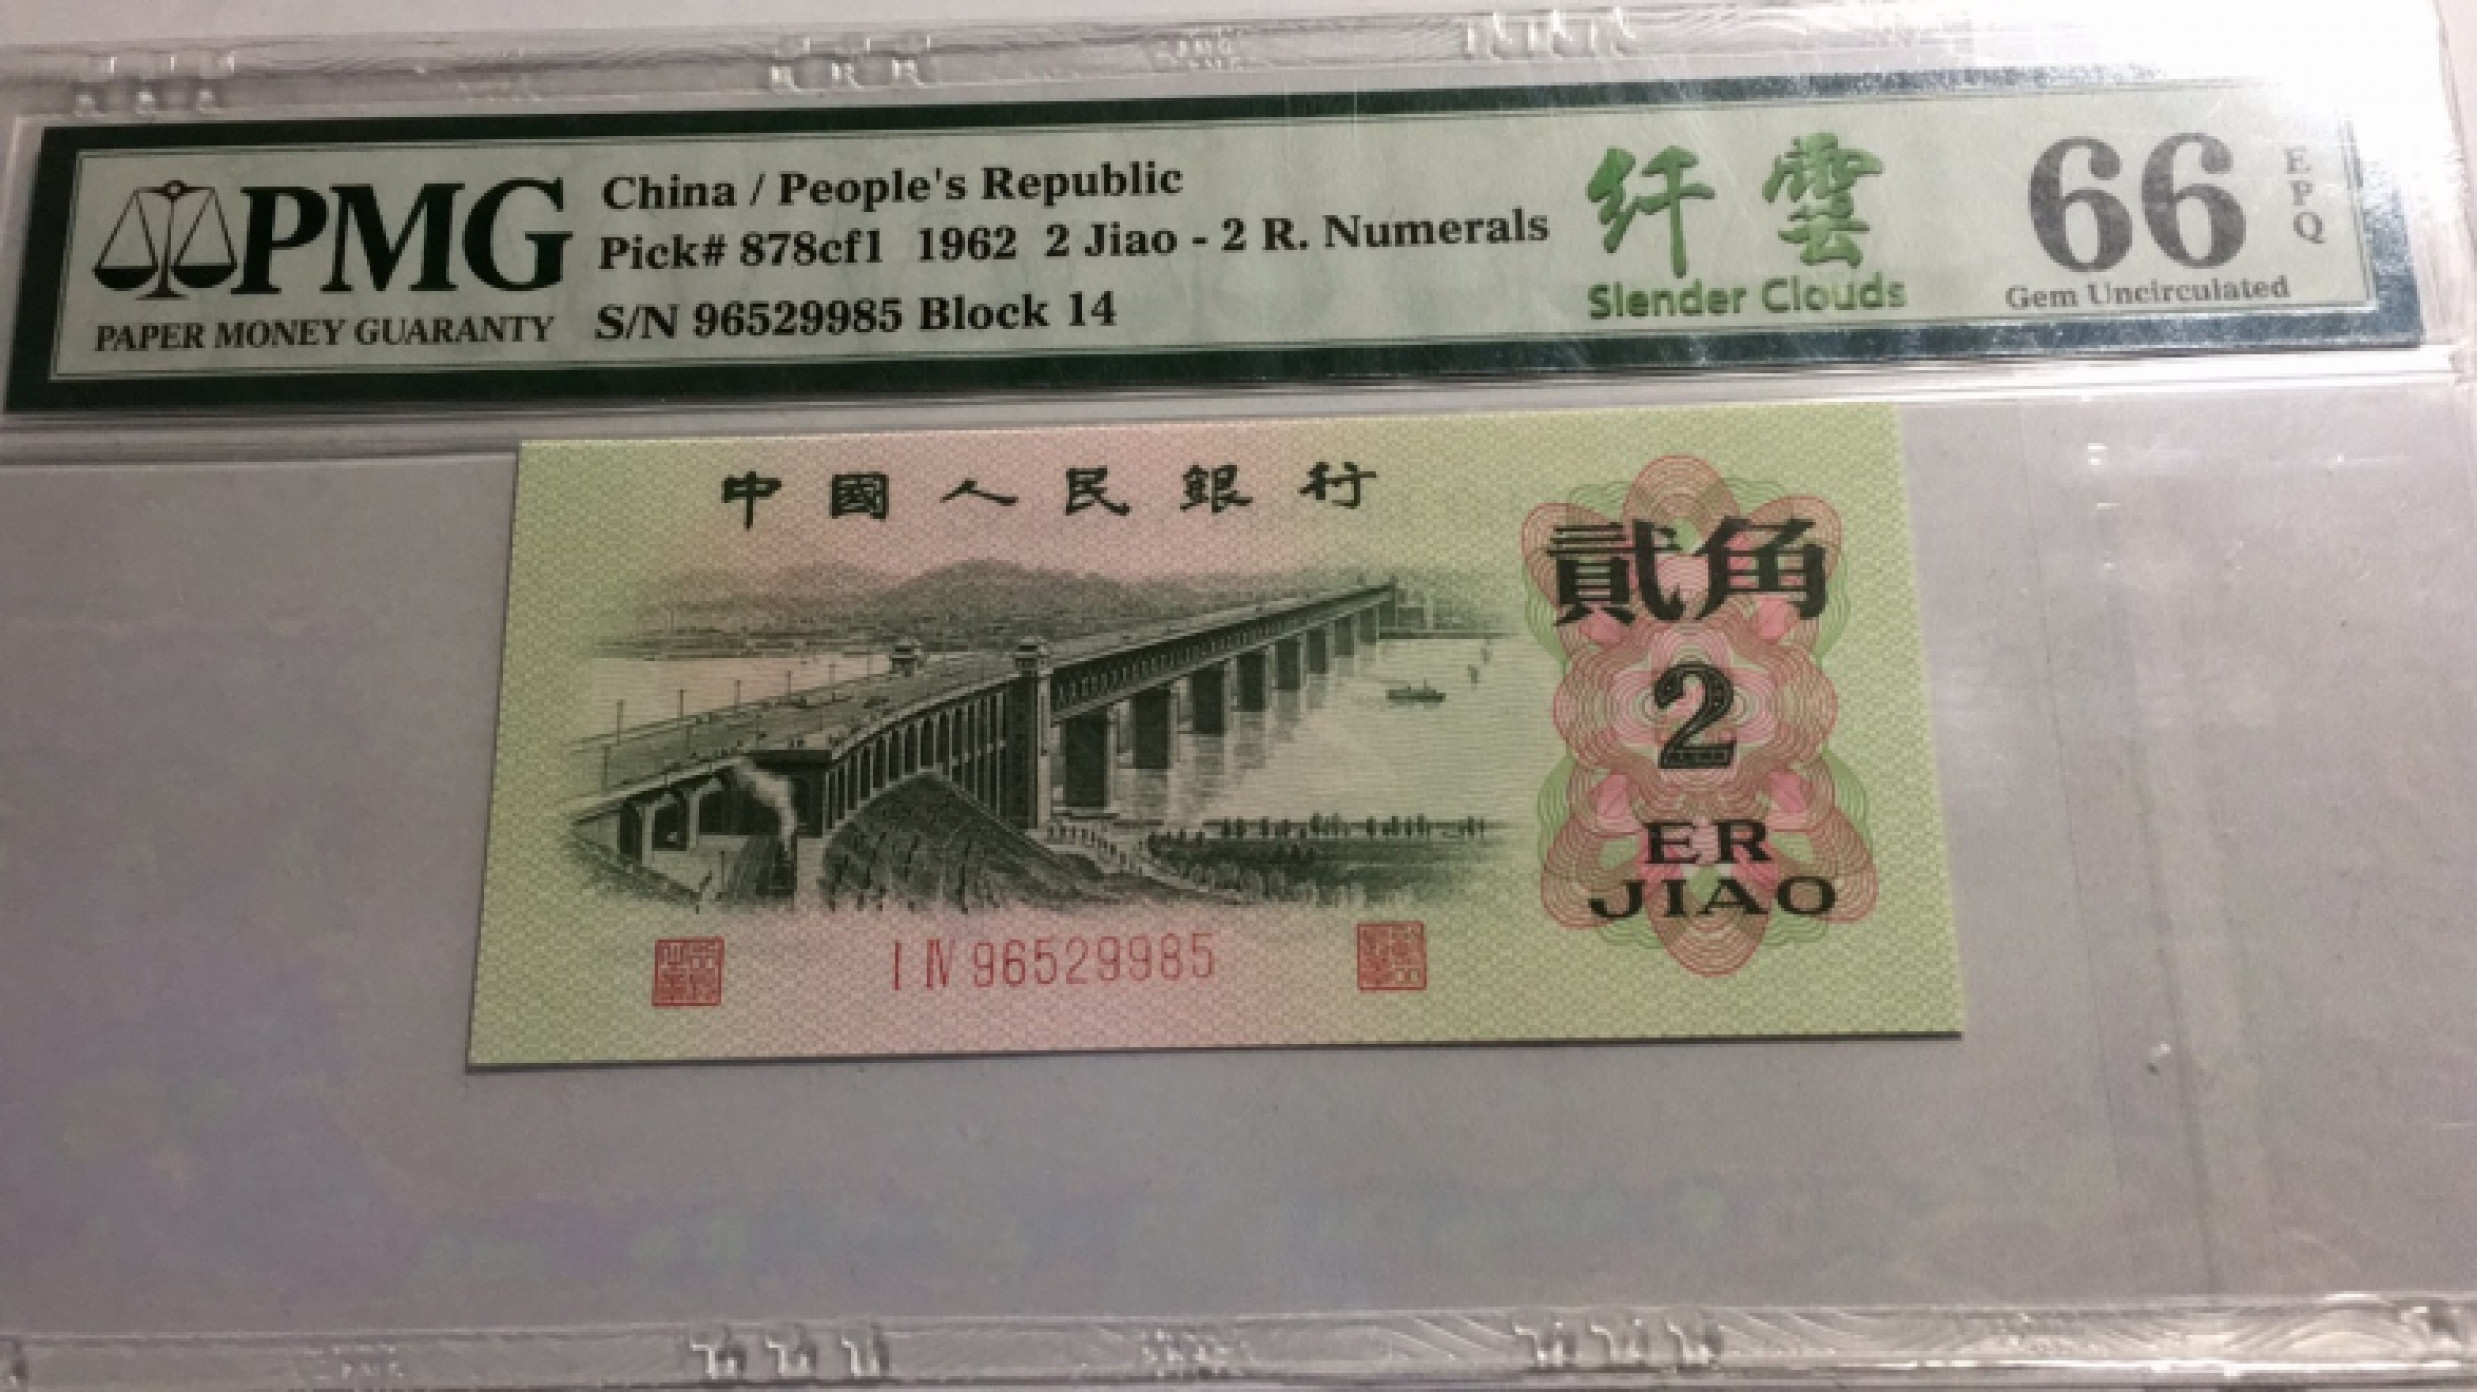 PMG
PAPER MONEY GUARANTY
China / People's Republic
Pick# 878cf1 1962 2 Jiao - 2 R. Numerals
S/N 96529985 Block 14
纤雲
Slender Clouds
66
EPQ
Gem Uncirculated
中國人民銀行
貳角
2
ER
JIAO
I IV 96529985